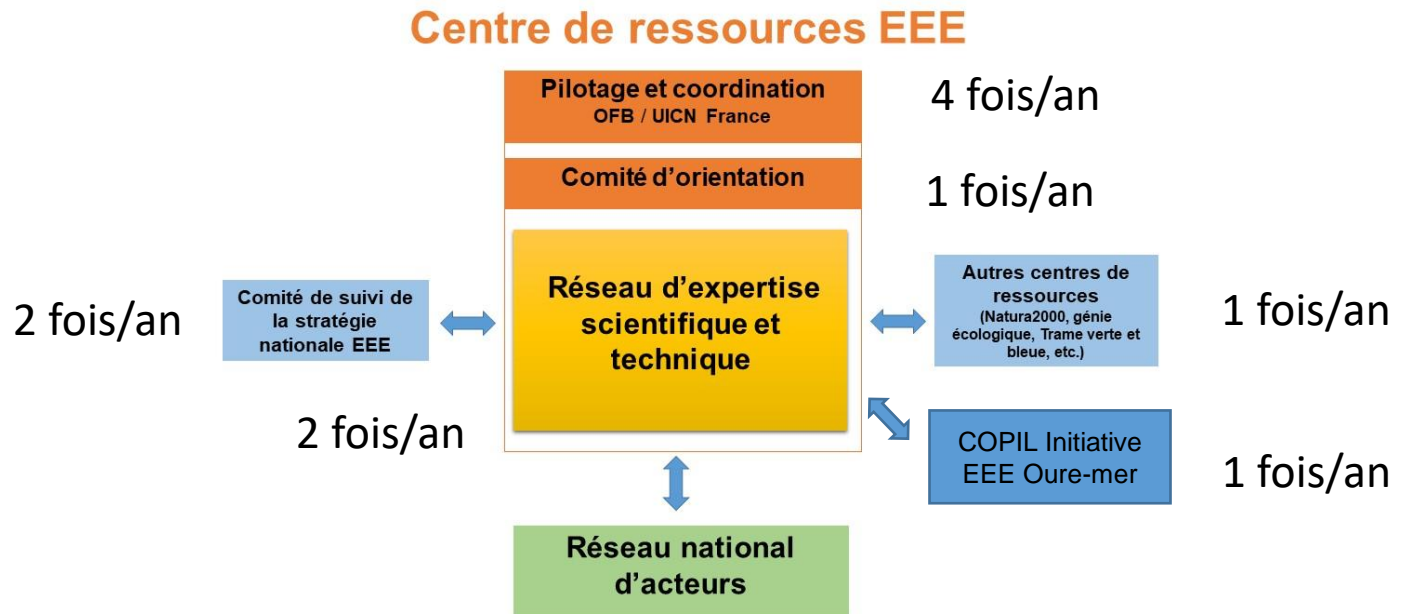 Centre de ressources EEE
Pilotage et coordination
OFB / UICN France
4 fois/an
Comité d'orientation
1 fois/an
2 fois/an
Comité de suivi de
la stratégie
nationale EEE
Réseau d'expertise
scientifique et
technique
Autres centres de
ressources
(Natura2000, génie
écologique, Trame verte et
bleue, etc.)
1 fois/an
2 fois/an
COPIL Initiative
EEE Oure-mer
1 fois/an
Réseau national
d'acteurs